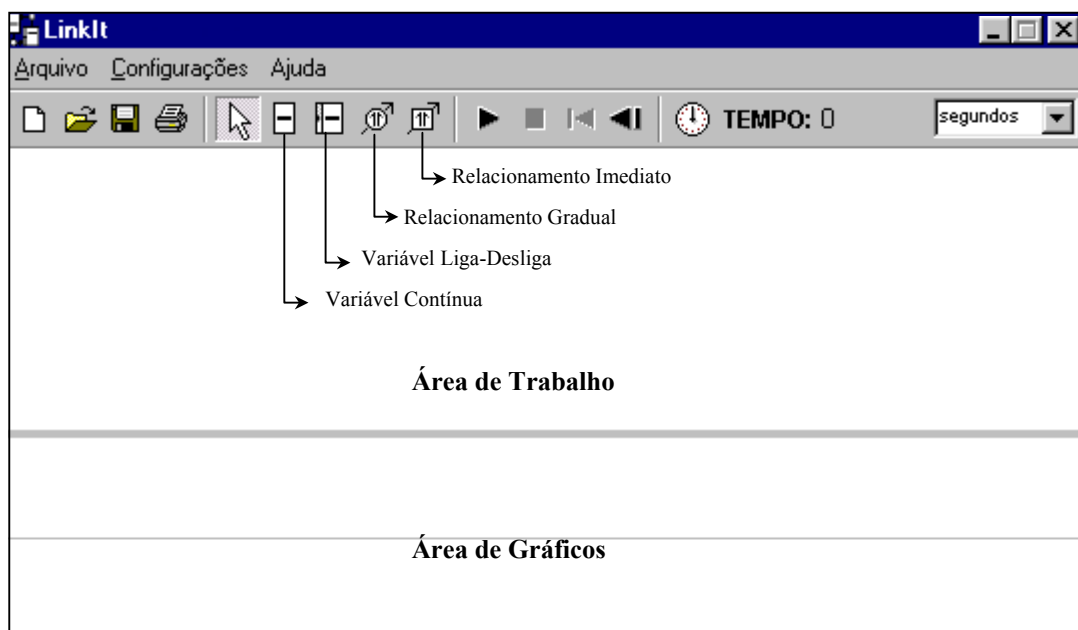 LinkIt
Arquivo Configurações Ajuda
TEMPO: 0 segundos
Relacionamento Imediato
Relacionamento Gradual
Variável Liga-Desliga
Variável Contínua
Área de Trabalho
Área de Gráficos